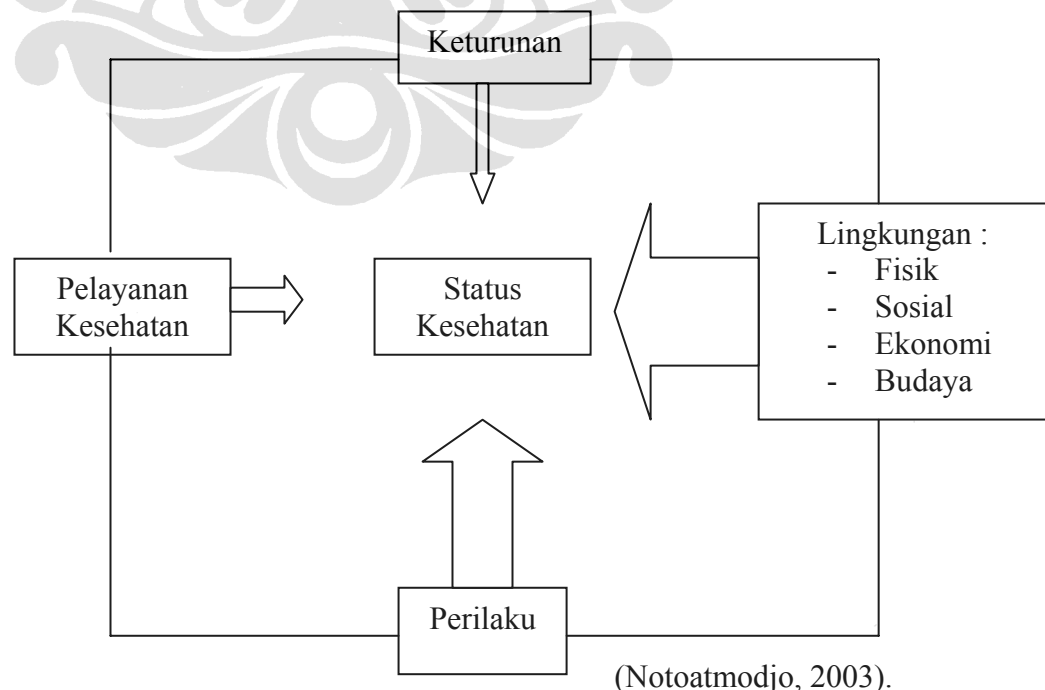 Keturunan
Pelayanan
Kesehatan
Status
Kesehatan
Lingkungan :
- Fisik
- Sosial
- Ekonomi
- Budaya
Perilaku
(Notoatmodjo, 2003).